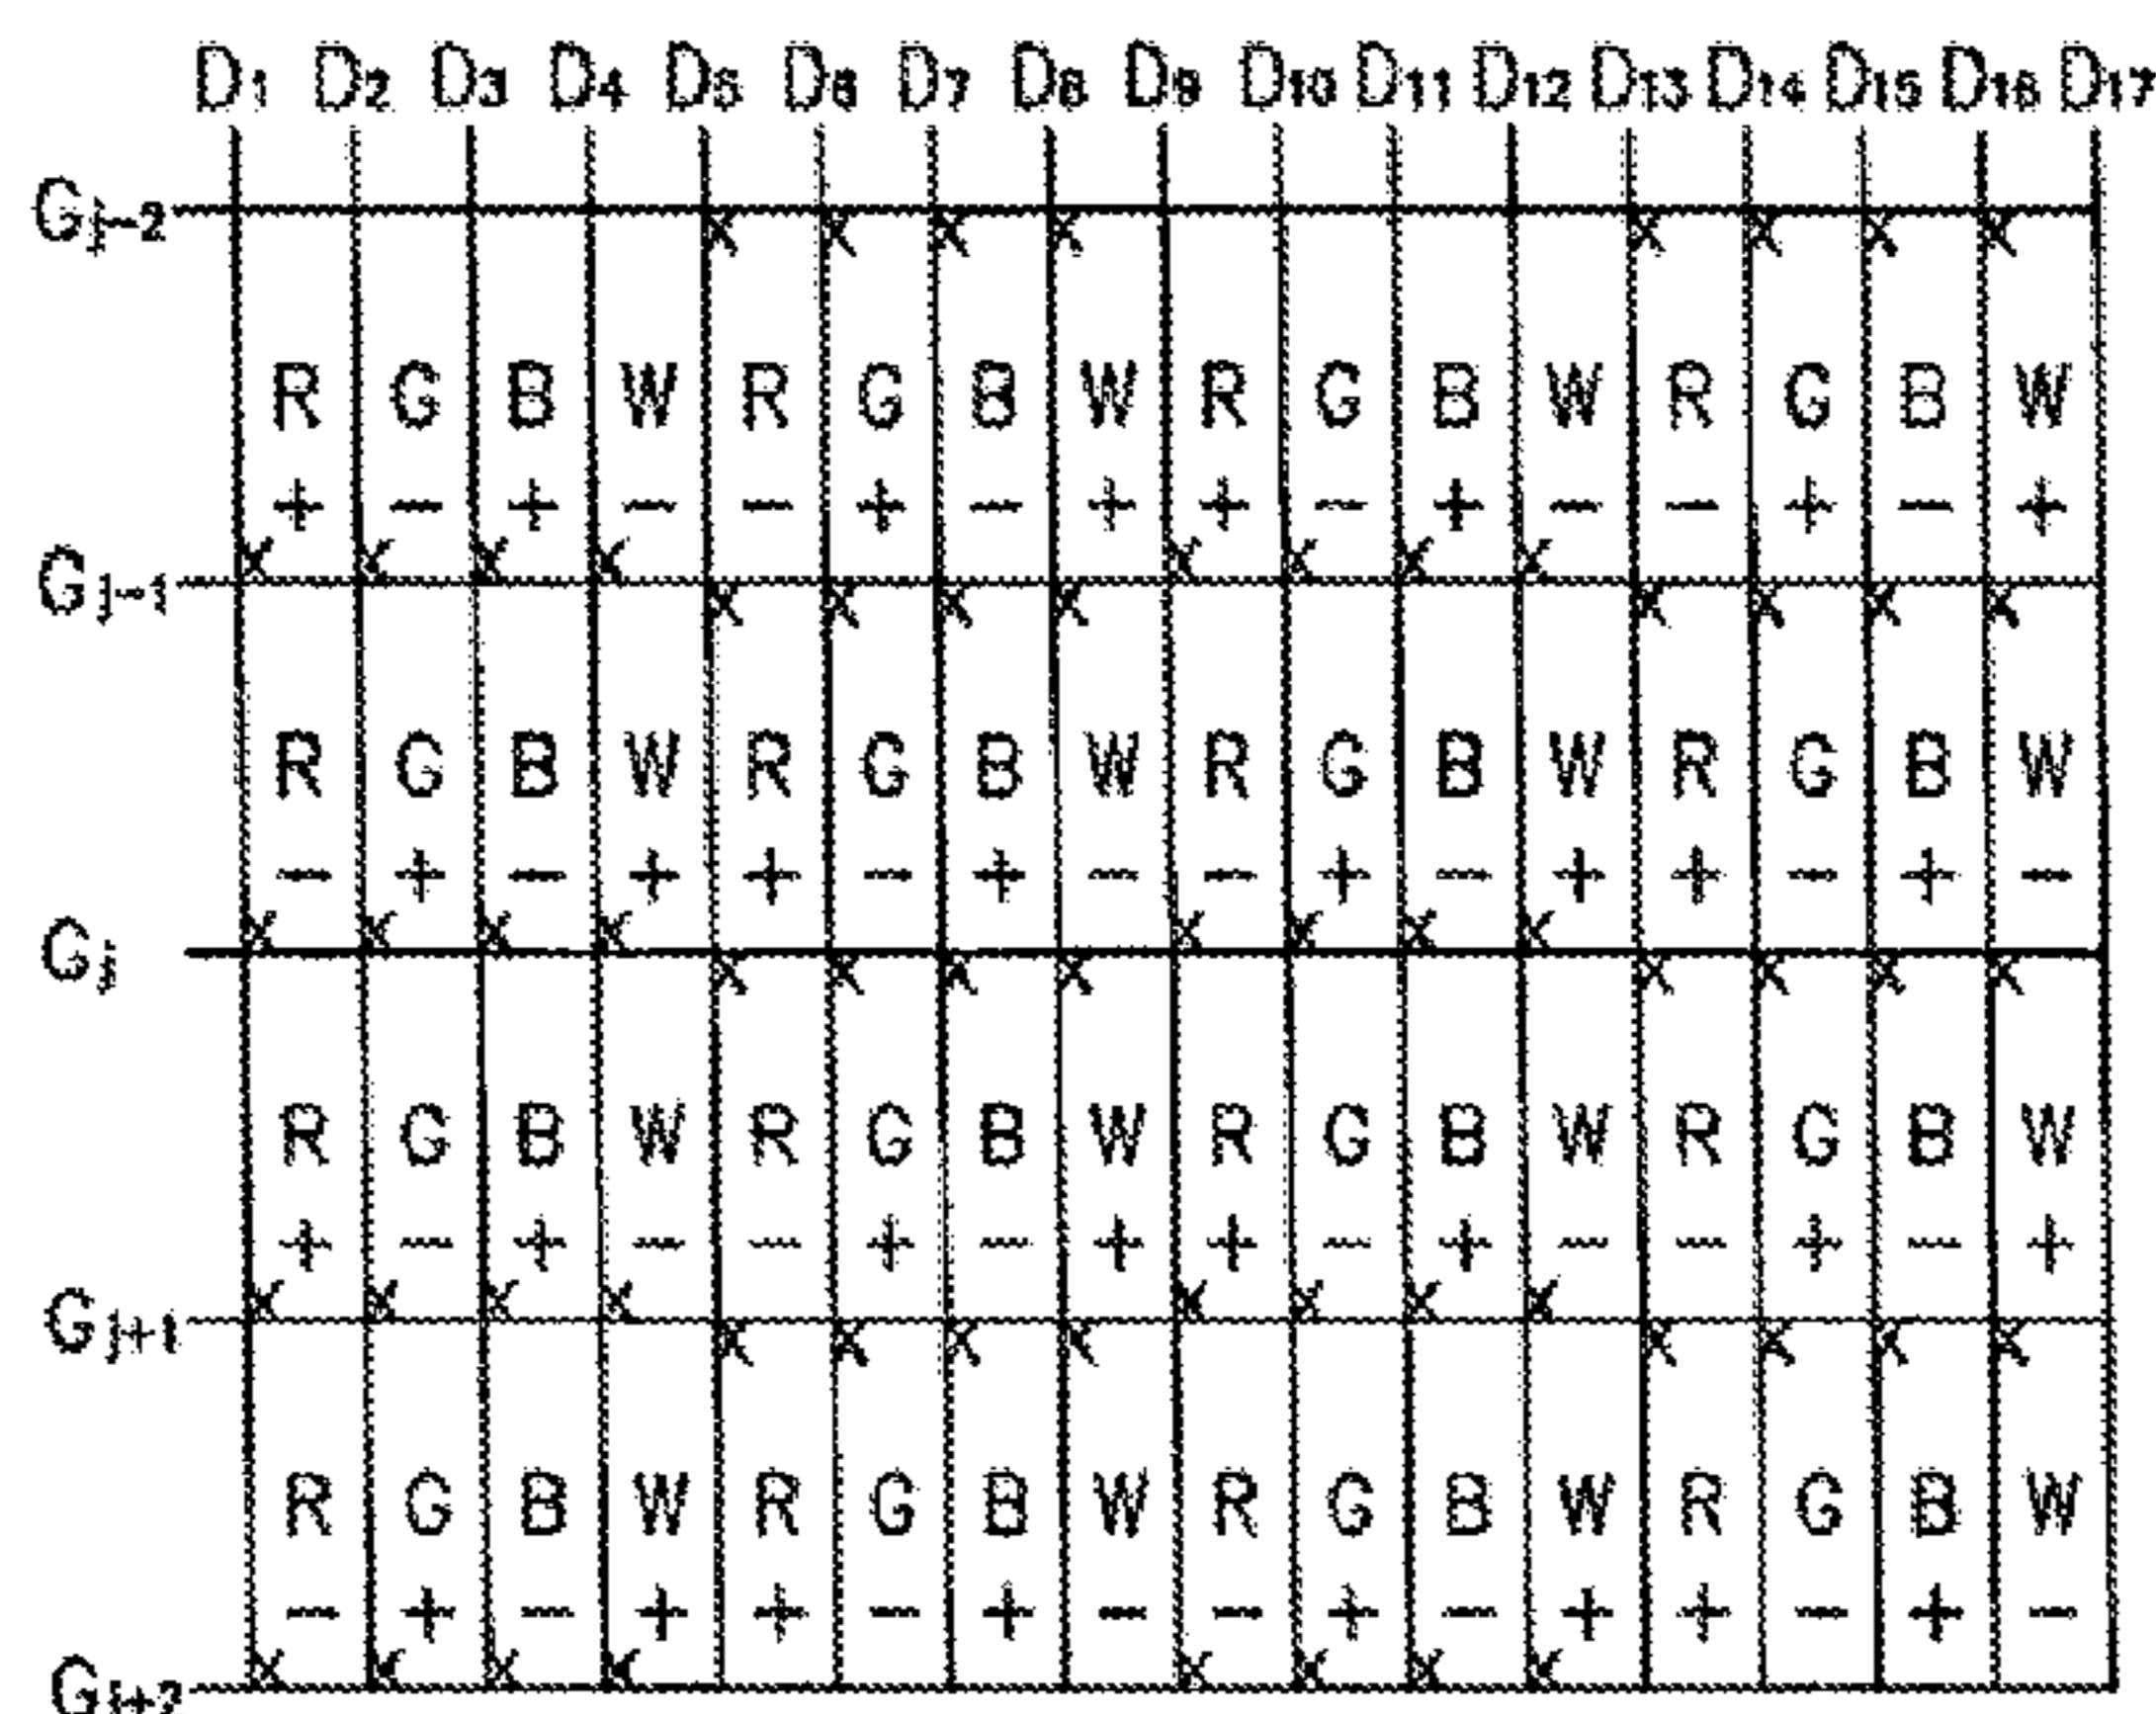 D1 D2 D3 D4 D5 D6 D7 D8 D9 D10 D11 D12 D13 D14 D15 D16 D17
Gj-2
R G B W R G B W R G B W R G B W
+ - + - - + - + + - + - - + - +
Gj-1
R G B W R G B W R G B W R G B W
- + - + + - + - - + - + + - + -
Gj
R G B W R G B W R G B W R G B W
+ - + - - + - + + - + - - + - +
Gj+1
R G B W R G B W R G B W R G B W
- + - + + - + - - + - + + - + -
Gj+2